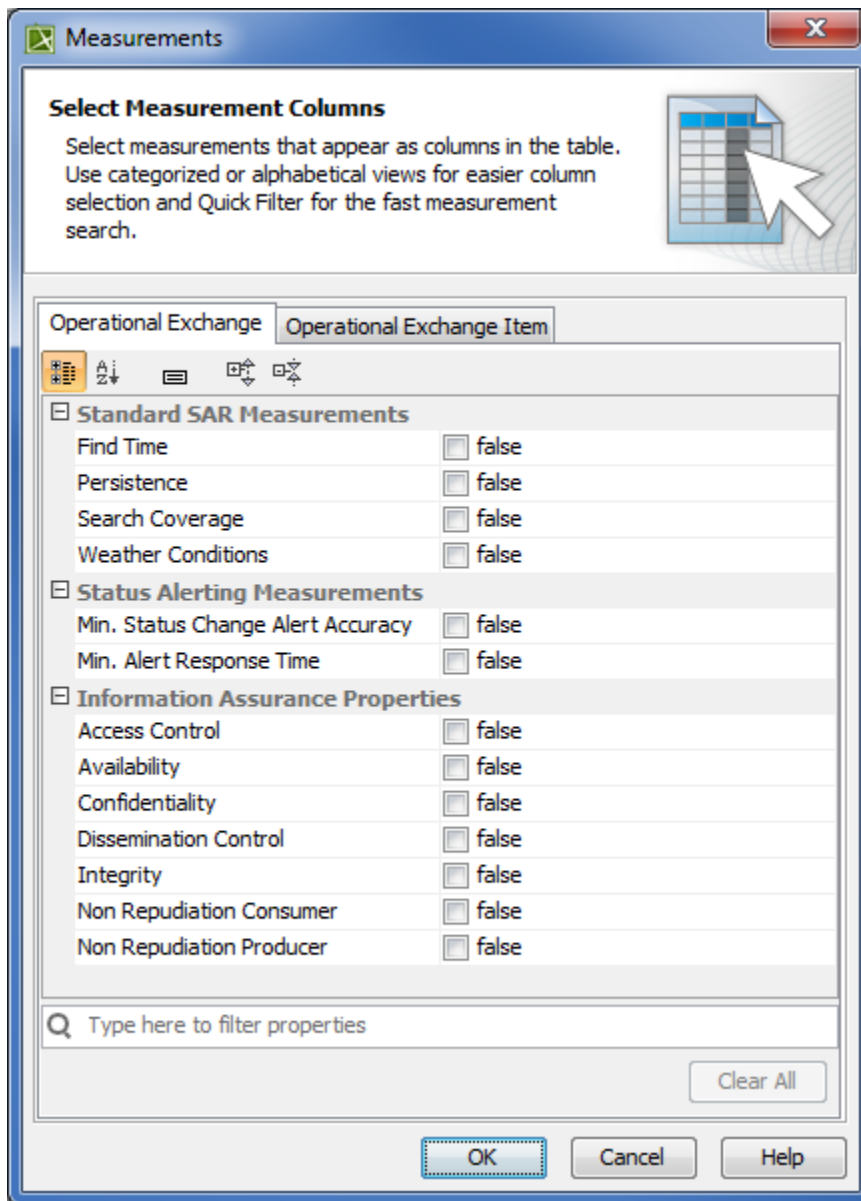 Measurements
Select Measurement Columns
Select measurements that appear as columns in the table.
Use categorized or alphabetical views for easier column
selection and Quick Filter for the fast measurement
search.
Operational Exchange
Operational Exchange Item
Standard SAR Measurements
Find Time false
Persistence false
Search Coverage false
Weather Conditions false
Status Alerting Measurements
Min. Status Change Alert Accuracy false
Min. Alert Response Time false
Information Assurance Properties
Access Control false
Availability false
Confidentiality false
Dissemination Control false
Integrity false
Non Repudiation Consumer false
Non Repudiation Producer false
Type here to filter properties
Clear All
OK Cancel Help